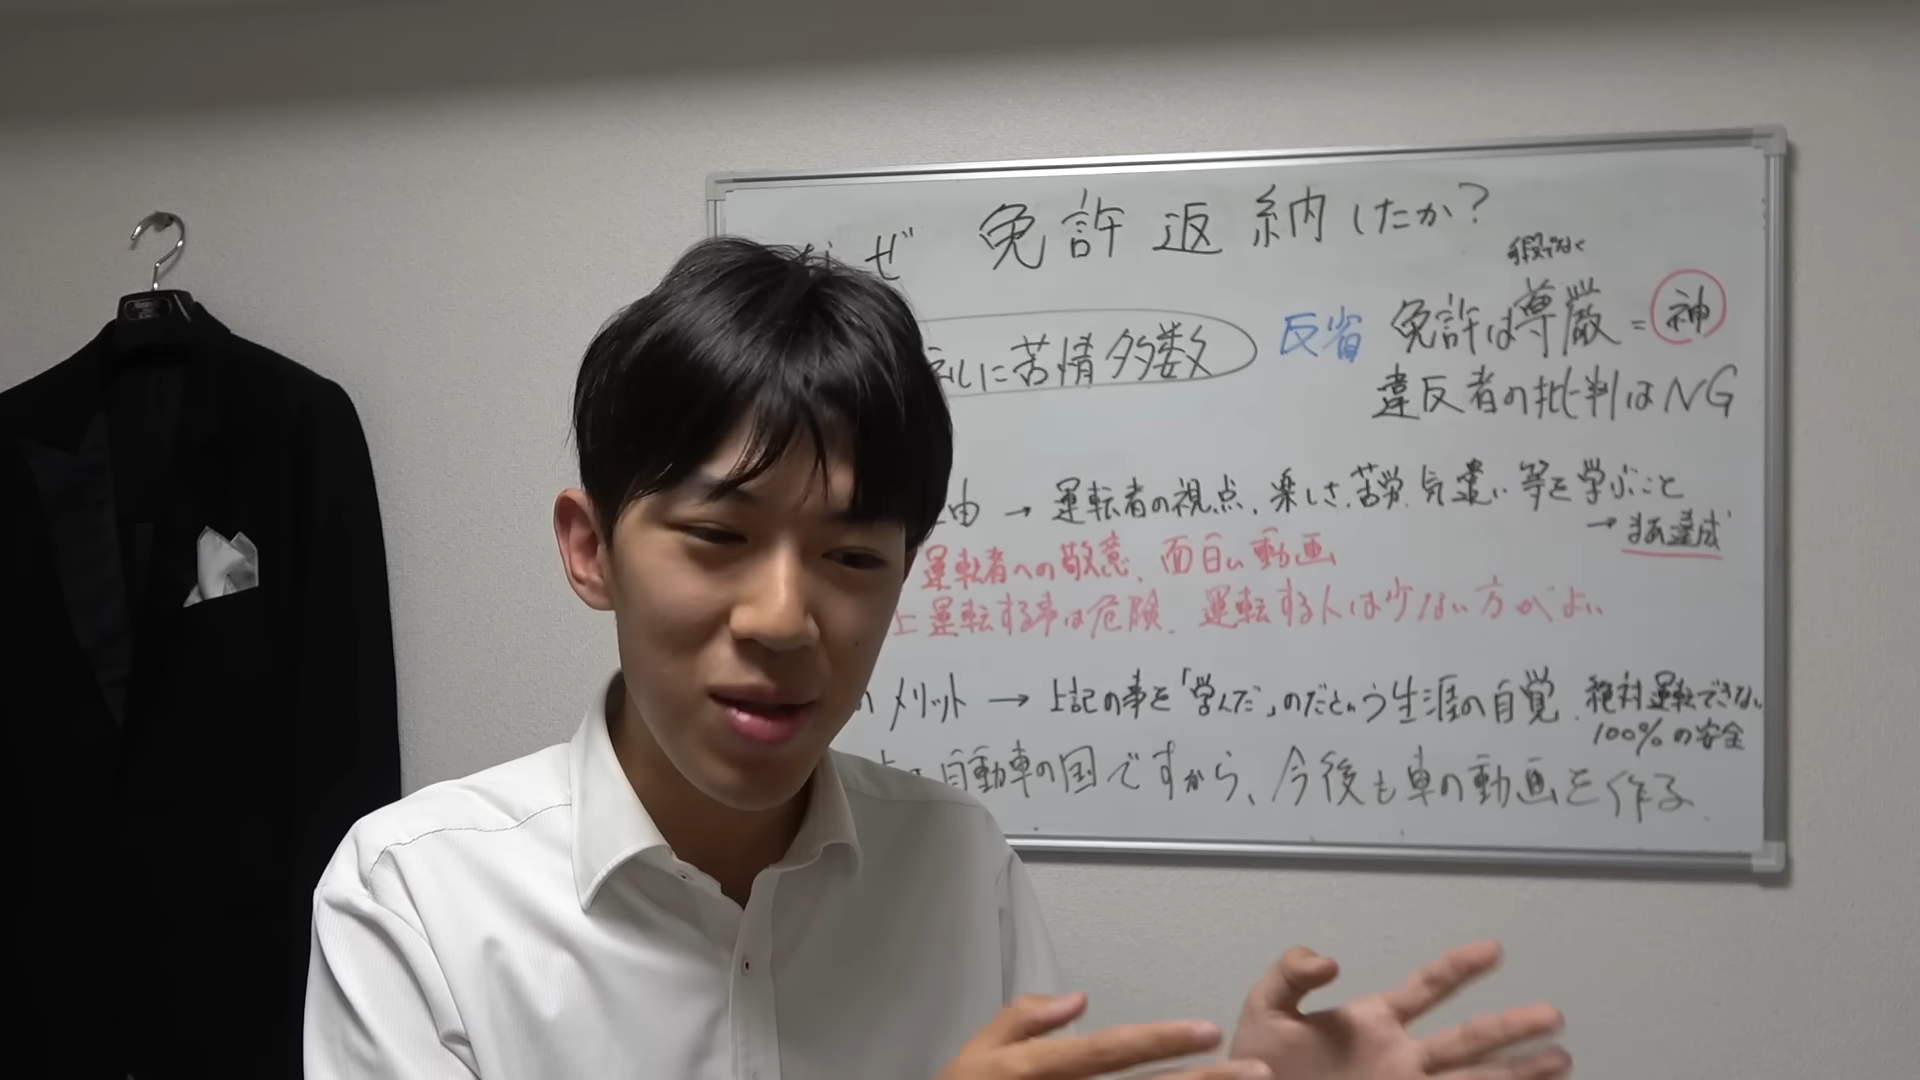 なぜ 免許返納したか？
に苦情多数
反省 免許は尊厳=神
違反者の批判はNG
由 → 運転者の視点、楽しさ、苦労、気遣い等を学ぶこと
→まあ達成
運転者への敬意、面白い動画
上運転する事は危険、運転する人は少ない方がよい
メリット → 上記の事を「学んだ」のだという生涯の自覚、絶対運転できない
100%の安全
自動車の国ですから、今後も車の動画を作る